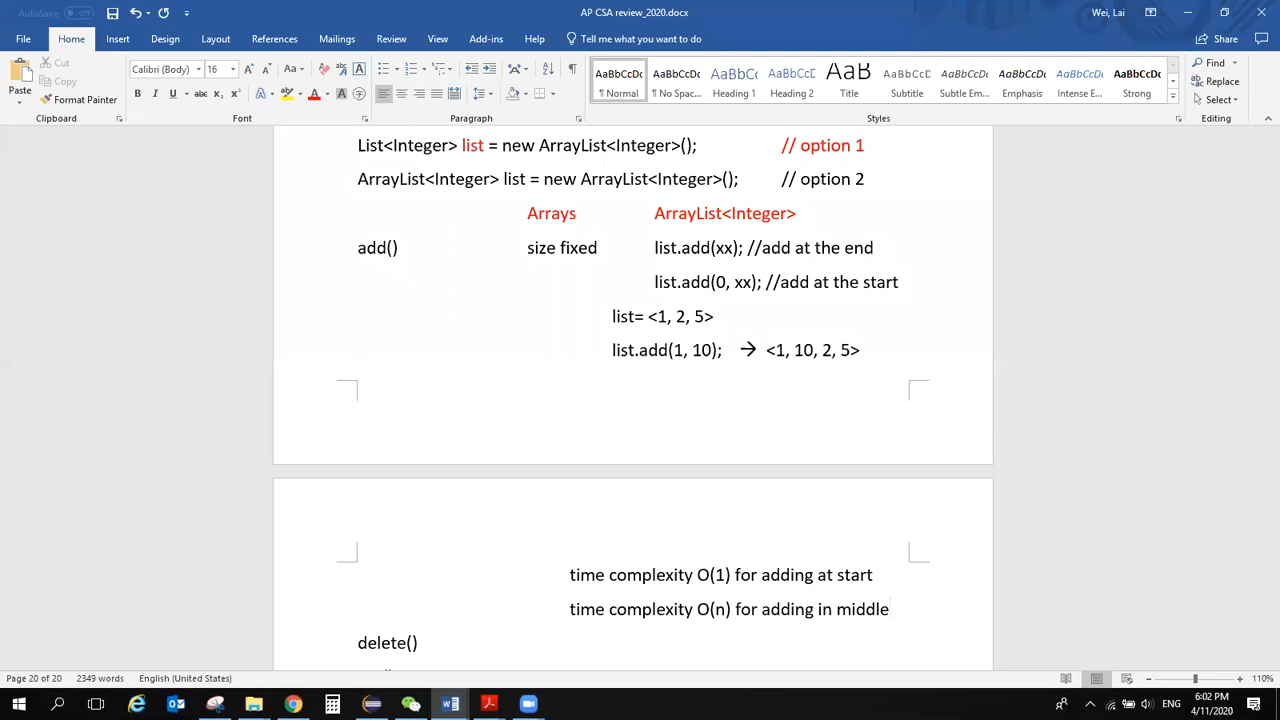 AutoSave Off AP CSA review_2020.docx Wei, Lai
File Home Insert Design Layout References Mailings Review View Add-ins Help Tell me what you want to do Share
Paste Cut Copy Format Painter
Clipboard
Calibri (Body) 16
Font
Paragraph
AaBbCcDc AaBbCcDc AaBbCc AaBbCcD AaB AaBbCcD AaBbCcDc AaBbCcDc AaBbCcDc AaBbCcDc
¶ Normal ¶ No Spac... Heading 1 Heading 2 Title Subtitle Subtle Em... Emphasis Intense E... Strong
Styles
Find Replace Select
Editing
List<Integer> list = new ArrayList<Integer>(); // option 1
ArrayList<Integer> list = new ArrayList<Integer>(); // option 2
Arrays ArrayList<Integer>
add() size fixed list.add(xx); //add at the end
list.add(0, xx); //add at the start
list= <1, 2, 5>
list.add(1, 10); → <1, 10, 2, 5>
time complexity O(1) for adding at start
time complexity O(n) for adding in middle
delete()
Page 20 of 20 2349 words English (United States) 110%
ENG 6:02 PM
4/11/2020